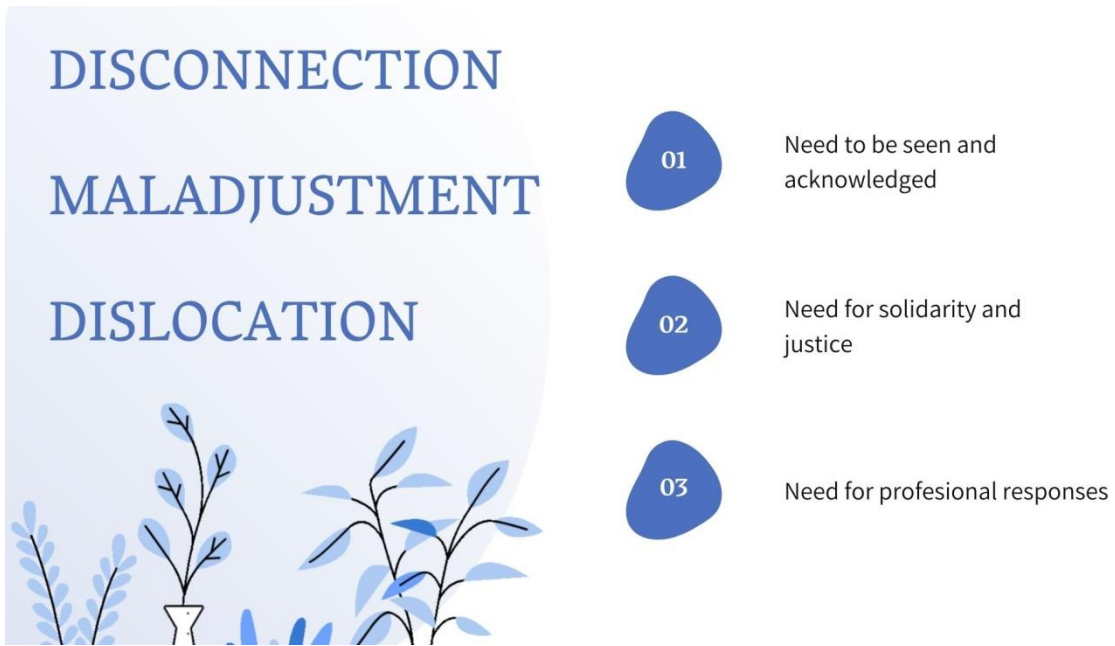 DISCONNECTION
MALADJUSTMENT
DISLOCATION
01
Need to be seen and
acknowledged
02
Need for solidarity and
justice
03
Need for profesional responses